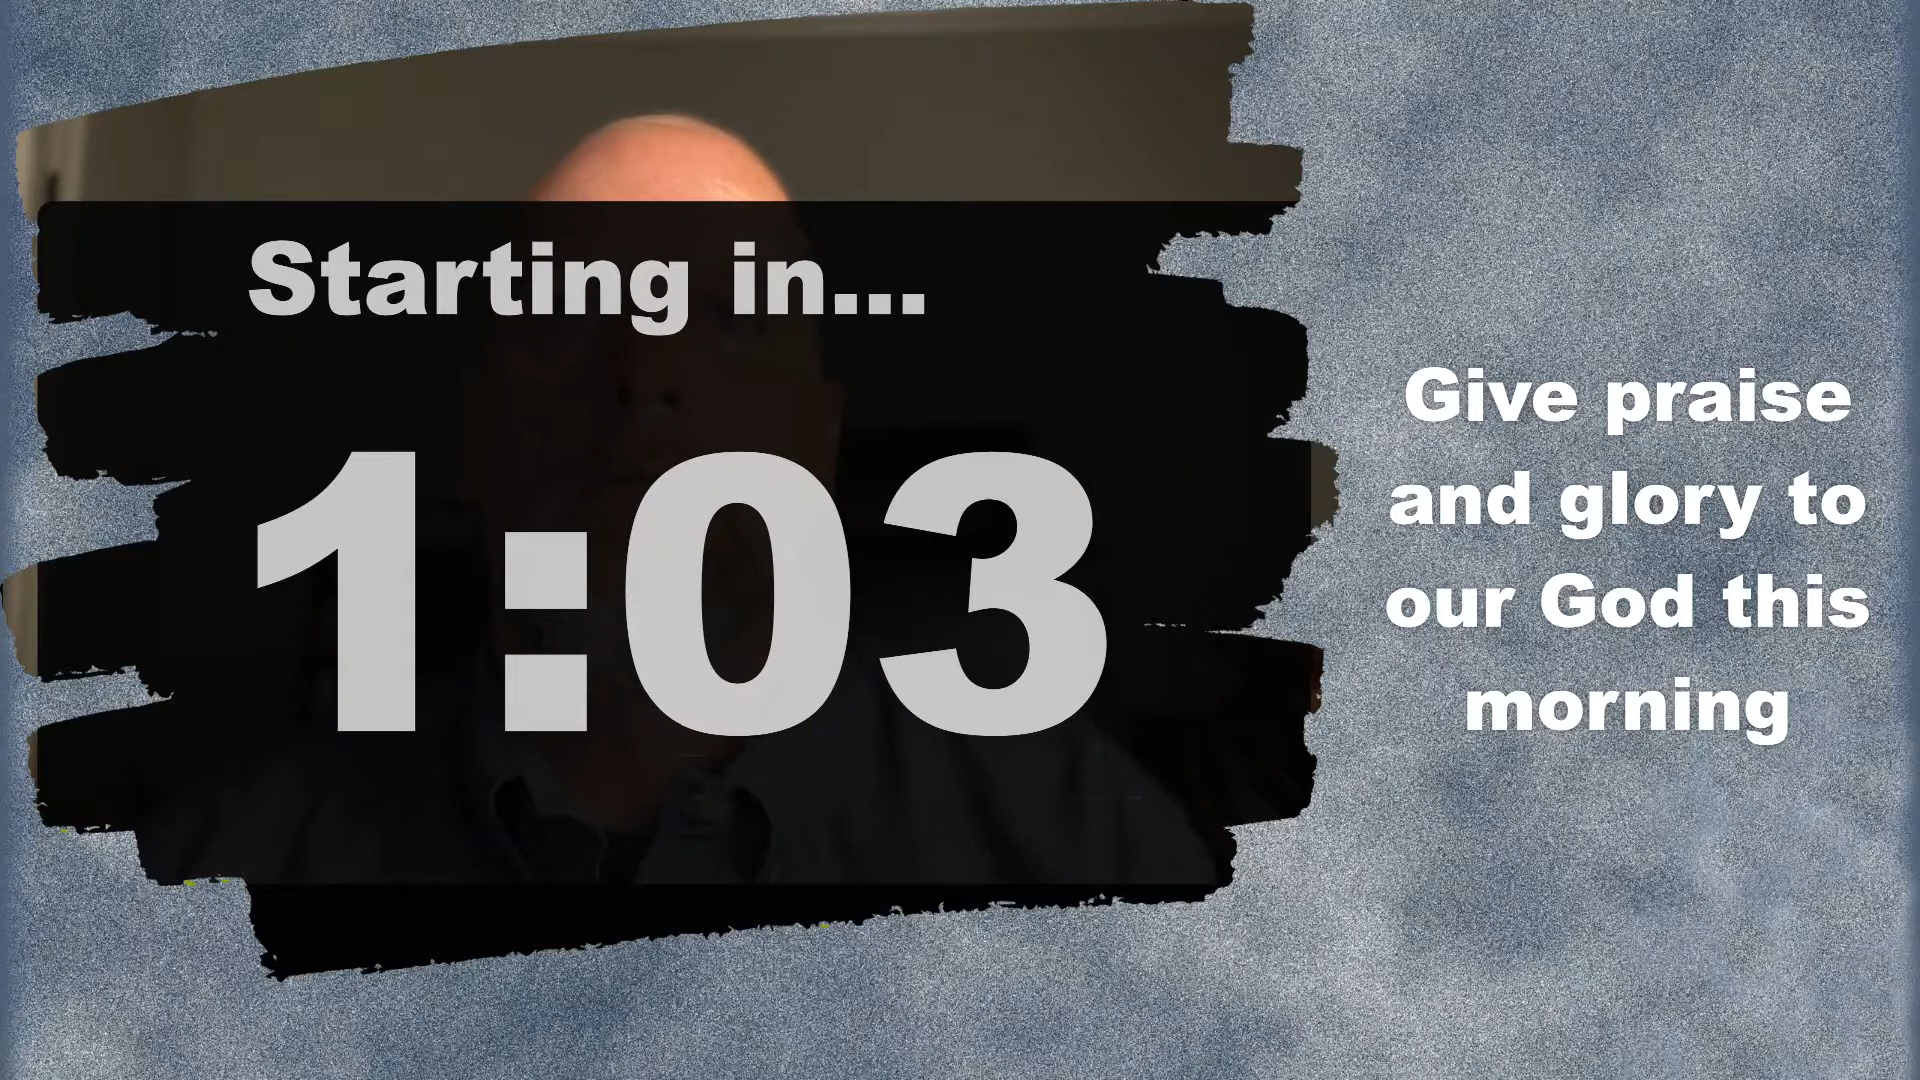 Starting in...
1:03
Give praise
and glory to
our God this
morning